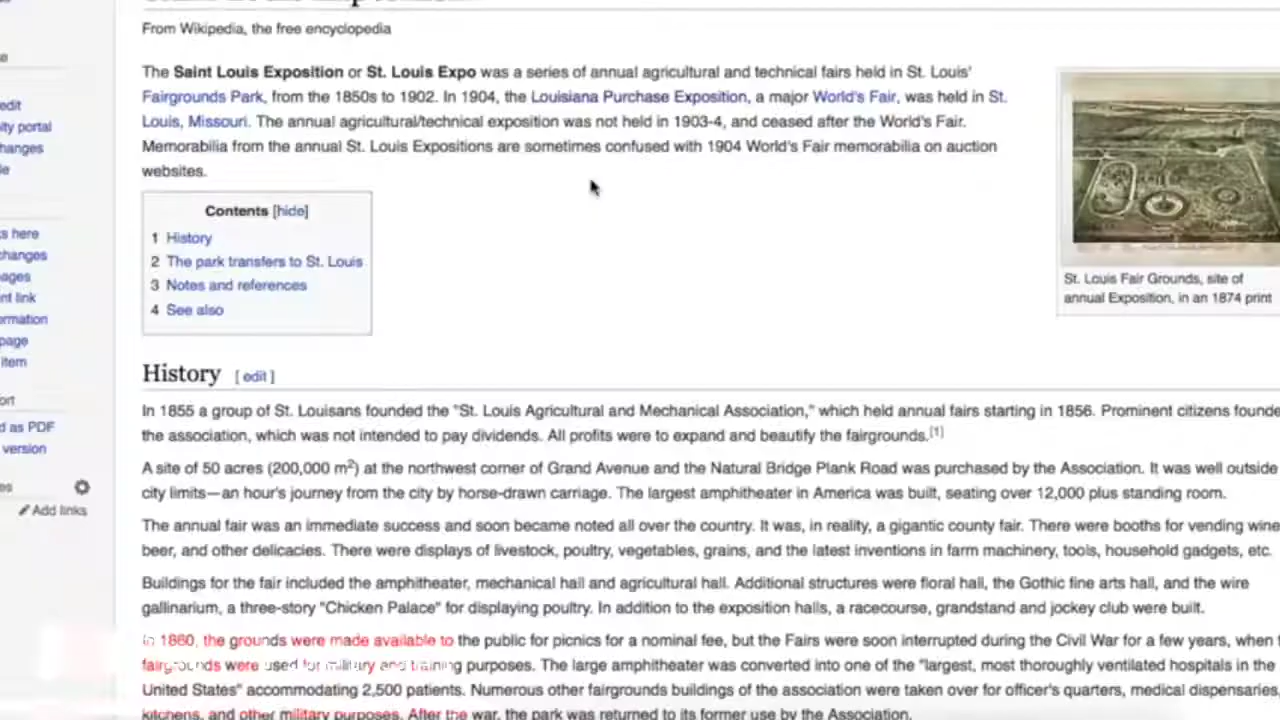 From Wikipedia, the free encyclopedia
The Saint Louis Exposition or St. Louis Expo was a series of annual agricultural and technical fairs held in St. Louis'
Fairgrounds Park, from the 1850s to 1902. In 1904, the Louisiana Purchase Exposition, a major World's Fair, was held in St.
Louis, Missouri. The annual agricultural/technical exposition was not held in 1903-4, and ceased after the World's Fair.
Memorabilia from the annual St. Louis Expositions are sometimes confused with 1904 World's Fair memorabilia on auction
websites.
St. Louis Fair Grounds, site of
annual Exposition, in an 1874 print
Contents [hide]
1 History
2 The park transfers to St. Louis
3 Notes and references
4 See also
History [ edit ]
In 1855 a group of St. Louisans founded the "St. Louis Agricultural and Mechanical Association," which held annual fairs starting in 1856. Prominent citizens founde
the association, which was not intended to pay dividends. All profits were to expand and beautify the fairgrounds.[1]
A site of 50 acres (200,000 m2) at the northwest corner of Grand Avenue and the Natural Bridge Plank Road was purchased by the Association. It was well outside
city limits—an hour's journey from the city by horse-drawn carriage. The largest amphitheater in America was built, seating over 12,000 plus standing room.
The annual fair was an immediate success and soon became noted all over the country. It was, in reality, a gigantic county fair. There were booths for vending wine
beer, and other delicacies. There were displays of livestock, poultry, vegetables, grains, and the latest inventions in farm machinery, tools, household gadgets, etc.
Buildings for the fair included the amphitheater, mechanical hall and agricultural hall. Additional structures were floral hall, the Gothic fine arts hall, and the wire
gallinarium, a three-story "Chicken Palace" for displaying poultry. In addition to the exposition halls, a racecourse, grandstand and jockey club were built.
In 1860, the grounds were made available to the public for picnics for a nominal fee, but the Fairs were soon interrupted during the Civil War for a few years, when
fairgrounds were used for military and training purposes. The large amphitheater was converted into one of the "largest, most thoroughly ventilated hospitals in the
United States" accommodating 2,500 patients. Numerous other fairgrounds buildings of the association were taken over for officer's quarters, medical dispensaries,
kitchens, and other military purposes. After the war, the park was returned to its former use by the Association.
edit
ity portal
hanges
le
s here
changes
ages
nt link
ormation
page
item
ort
d as PDF
version
es
Add links